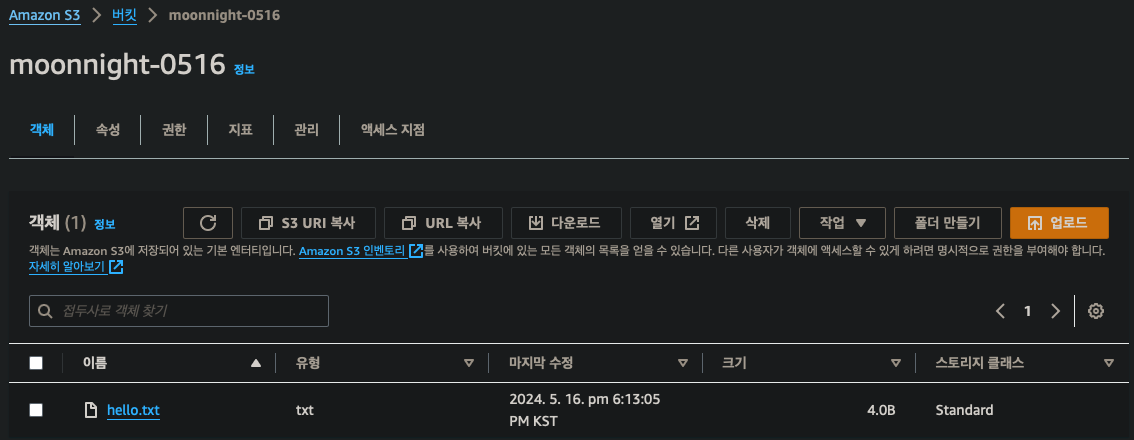 Amazon S3 > 버킷 > moonnight-0516
moonnight-0516 정보
객체 속성 권한 지표 관리 액세스 지점
객체 (1) 정보 S3 URI 복사 URL 복사 다운로드 열기 삭제 작업 폴더 만들기 업로드
객체는 Amazon S3에 저장되어 있는 기본 엔터티입니다. Amazon S3 인벤토리를 사용하여 버킷에 있는 모든 객체의 목록을 얻을 수 있습니다. 다른 사용자가 객체에 액세스할 수 있게 하려면 명시적으로 권한을 부여해야 합니다.
자세히 알아보기
접두사로 객체 찾기 1
이름 유형 마지막 수정 크기 스토리지 클래스
hello.txt txt 2024. 5. 16. pm 6:13:05 4.0B Standard
PM KST